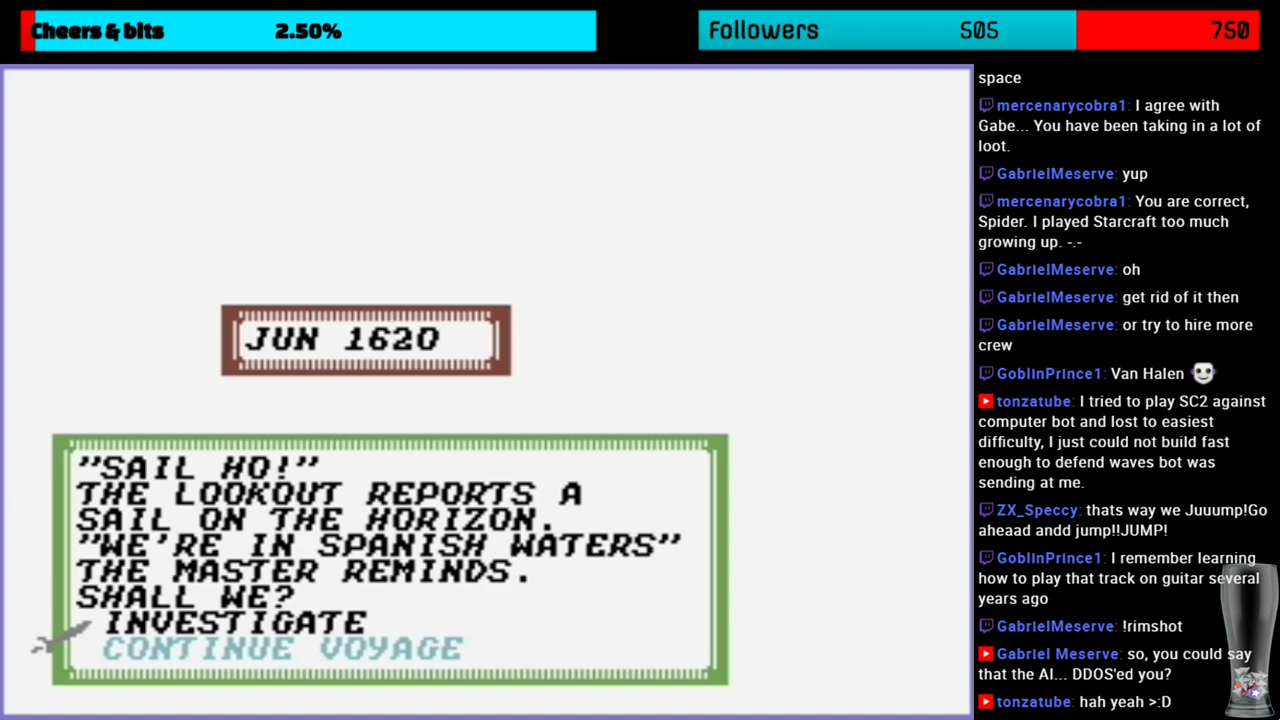 Cheers & bits 2.50%
Followers 505 750
JUN 1620
"SAIL HO!"
THE LOOKOUT REPORTS A
SAIL ON THE HORIZON.
"WE'RE IN SPANISH WATERS"
THE MASTER REMINDS.
SHALL WE?
INVESTIGATE
CONTINUE VOYAGE
space
mercenarycobra1: I agree with
Gabe... You have been taking in a lot of
loot.
GabrielMeserve: yup
mercenarycobra1: You are correct,
Spider. I played Starcraft too much
growing up. -.-
GabrielMeserve: oh
GabrielMeserve: get rid of it then
GabrielMeserve: or try to hire more
crew
GoblinPrince1: Van Halen
tonzatube: I tried to play SC2 against
computer bot and lost to easiest
difficulty, I just could not build fast
enough to defend waves bot was
sending at me.
ZX_Speccy: thats way we Juuump!Go
aheaad andd jump!!JUMP!
GoblinPrince1: I remember learning
how to play that track on guitar several
years ago
GabrielMeserve: !rimshot
Gabriel Meserve: so, you could say
that the AI... DDOS'ed you?
tonzatube: hah yeah >:D